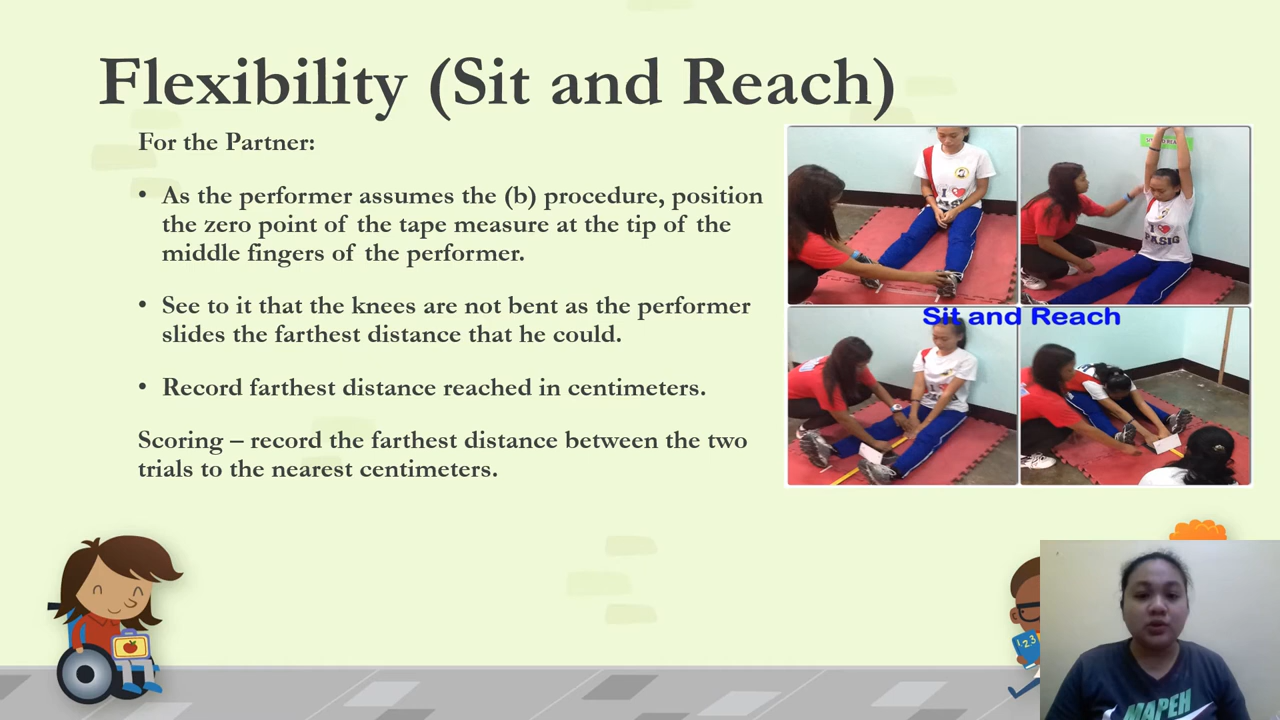 Flexibility (Sit and Reach)
For the Partner:
• As the performer assumes the (b) procedure, position
the zero point of the tape measure at the tip of the
middle fingers of the performer.
• See to it that the knees are not bent as the performer
slides the farthest distance that he could.
• Record farthest distance reached in centimeters.
Scoring – record the farthest distance between the two
trials to the nearest centimeters.
Sit and Reach
1 2 3
MAPEH